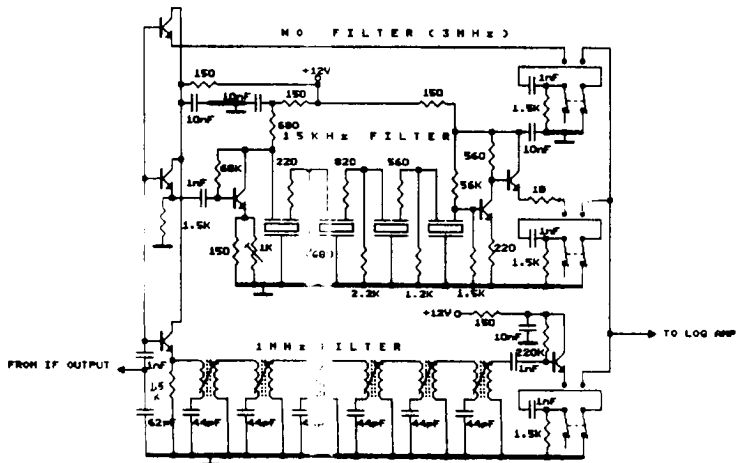 NO FILTER (3MHz)
+12V
150
150
150
10nF
10nF
680
15KHz FILTER
1nF
1.5K
10nF
68K
220
820
560
56K
560
1nF
18
1.5K
150
1K
2.2K
1.2K
1.5K
220
1nF
1.5K
+12V
150
10nF
220K
1nF
TO LOG AMP
1MHz FILTER
FROM IF OUTPUT
1nF
62pF
44pF
44pF
44pF
44pF
44pF
1nF
1.5K